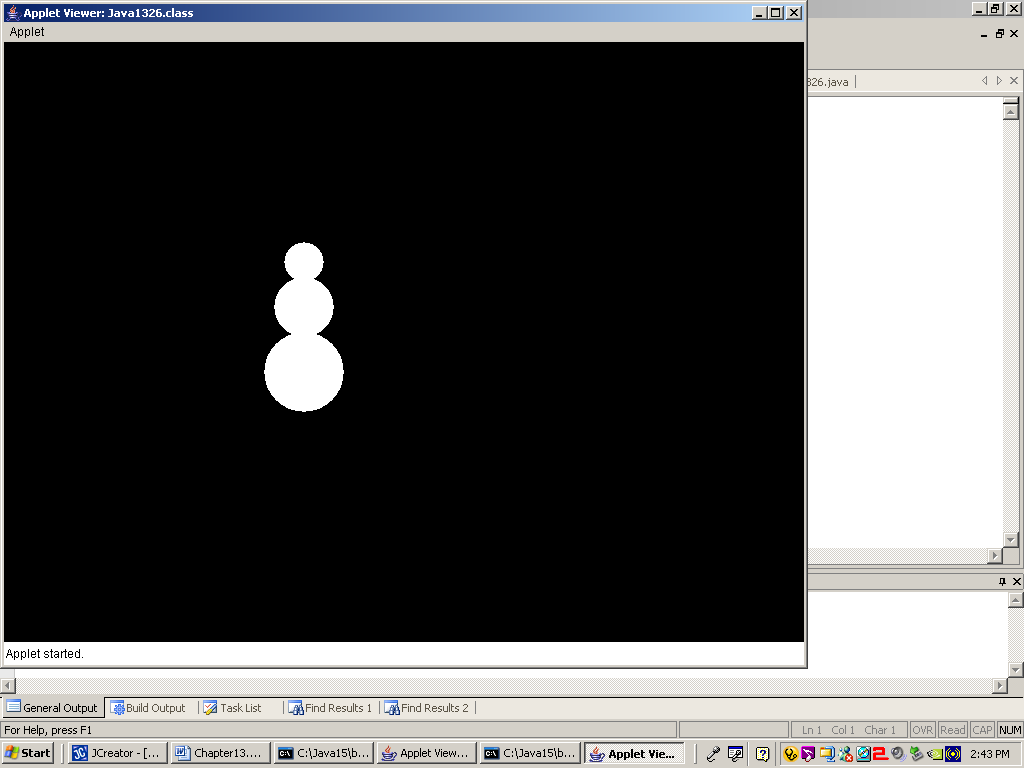 Applet Viewer: Java1326.class
Applet
326.java
Applet started.
General Output Build Output Task List Find Results 1 Find Results 2
For Help, press F1 Ln 1 Col 1 Char 1 OVR Read CAP NUM
Start JCreator - [... Chapter13.... C:\Java15\b... Applet View... C:\Java15\b... Applet Vie... 2:43 PM